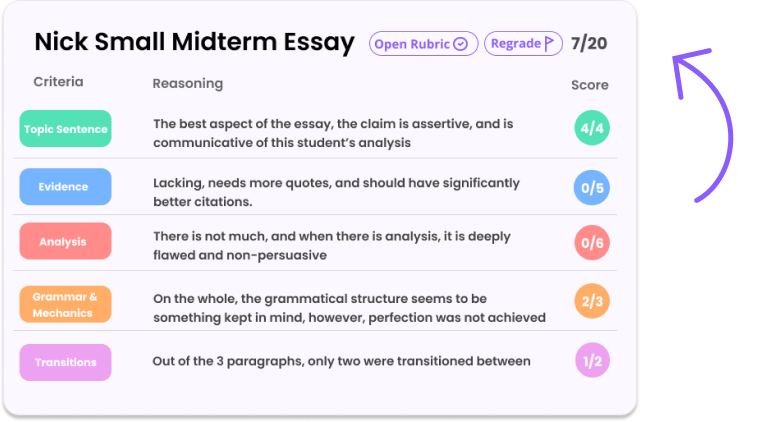 Nick Small Midterm Essay Open Rubric Regrade 7/20
Criteria Reasoning Score
Topic Sentence
The best aspect of the essay, the claim is assertive, and is
communicative of this student’s analysis
4/4
Evidence
Lacking, needs more quotes, and should have significantly
better citations.
0/5
Analysis
There is not much, and when there is analysis, it is deeply
flawed and non-persuasive
0/6
Grammar &
Mechanics
On the whole, the grammatical structure seems to be
something kept in mind, however, perfection was not achieved
2/3
Transitions
Out of the 3 paragraphs, only two were transitioned between
1/2